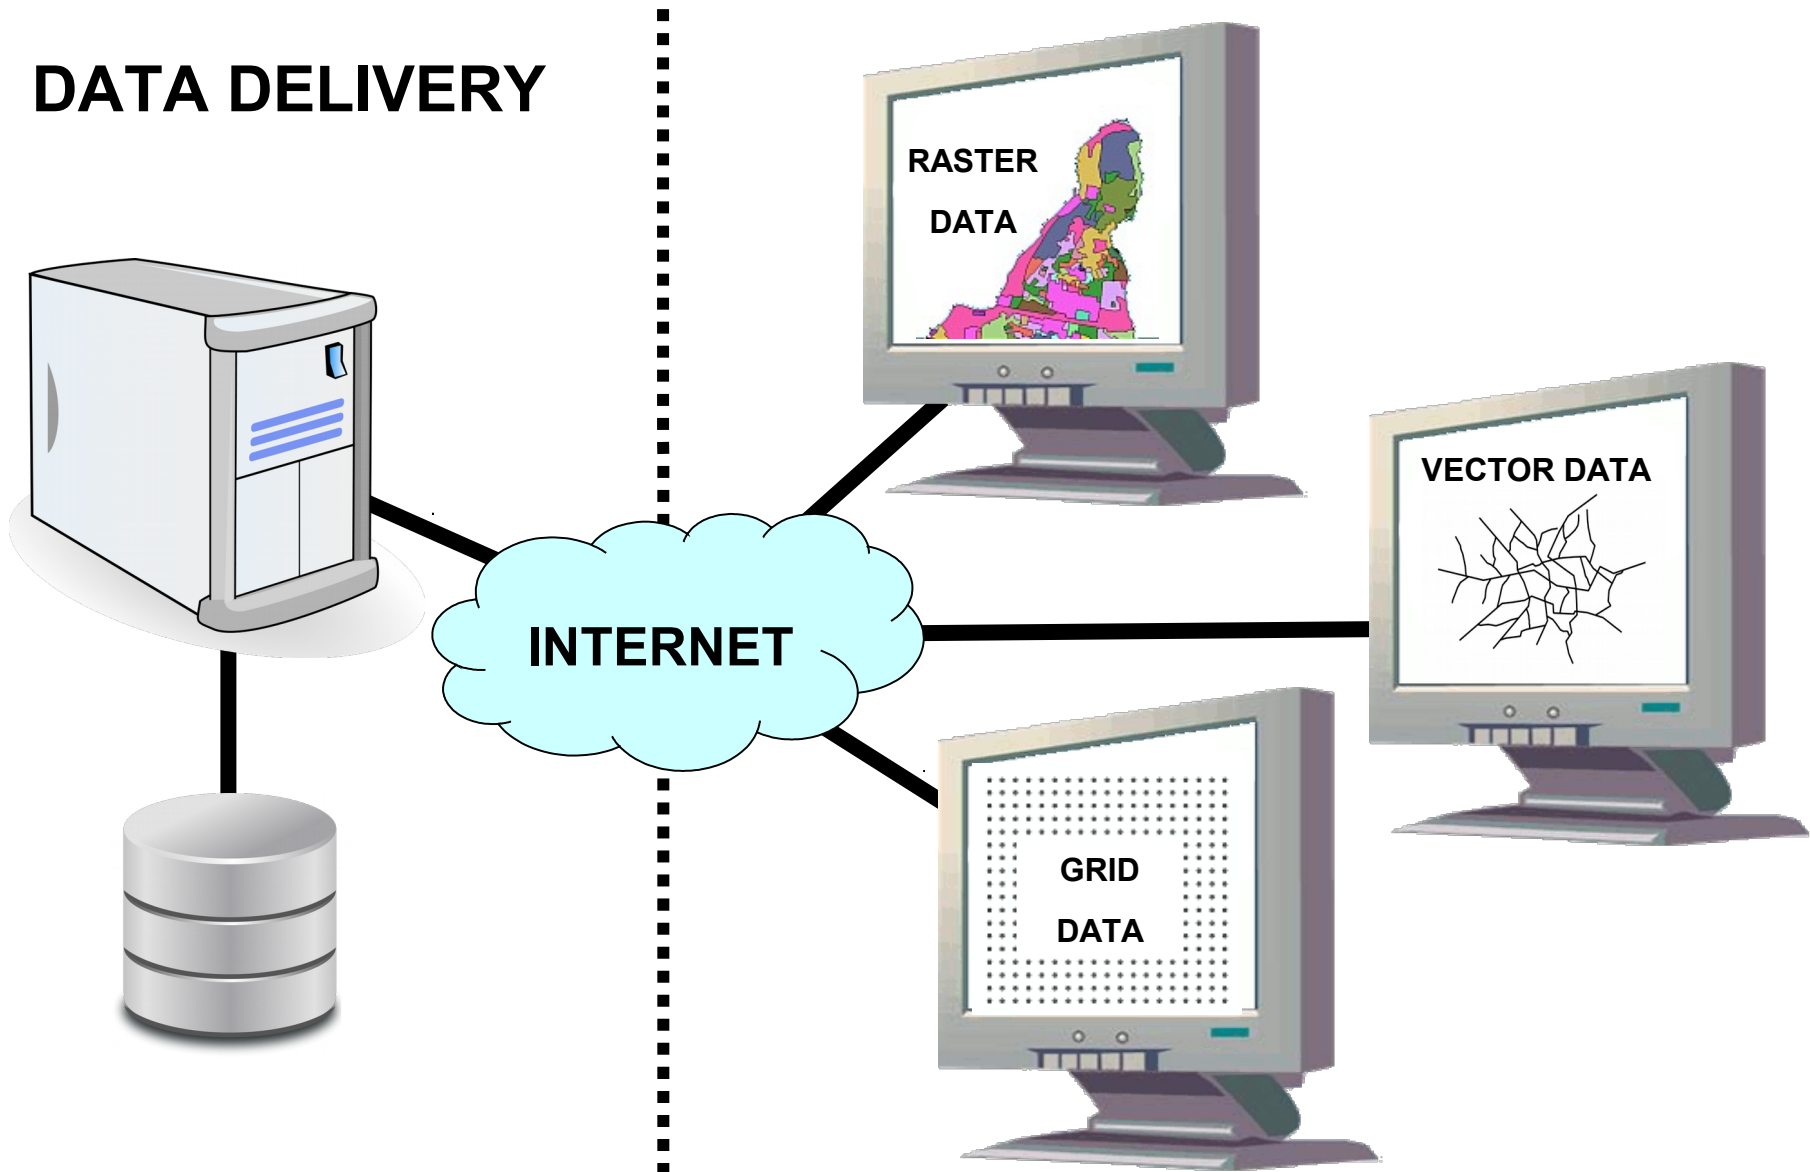 DATA DELIVERY
RASTER
DATA
VECTOR DATA
INTERNET
GRID
DATA